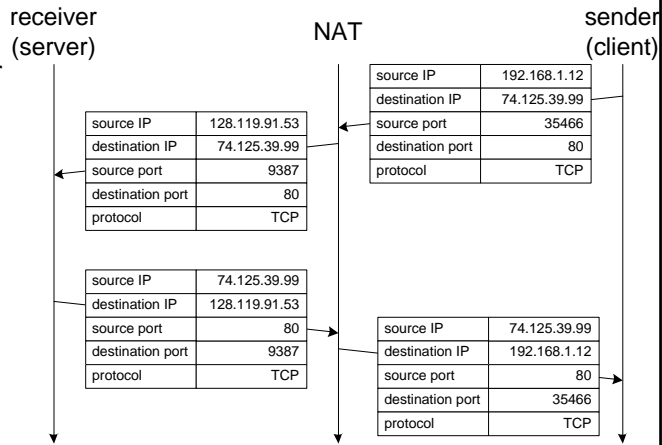 receiver
(server)
NAT
sender
(client)
source IP 192.168.1.12
destination IP 74.125.39.99
source port 35466
destination port 80
protocol TCP
source IP 128.119.91.53
destination IP 74.125.39.99
source port 9387
destination port 80
protocol TCP
source IP 74.125.39.99
destination IP 128.119.91.53
source port 80
destination port 9387
protocol TCP
source IP 74.125.39.99
destination IP 192.168.1.12
source port 80
destination port 35466
protocol TCP